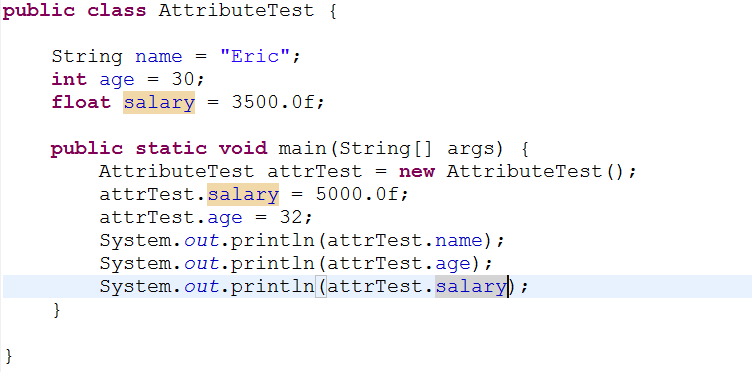 public class AttributeTest {
String name = "Eric";
int age = 30;
float salary = 3500.0f;
public static void main(String[] args) {
AttributeTest attrTest = new AttributeTest();
attrTest.salary = 5000.0f;
attrTest.age = 32;
System.out.println(attrTest.name);
System.out.println(attrTest.age);
System.out.println(attrTest.salary);
}
}